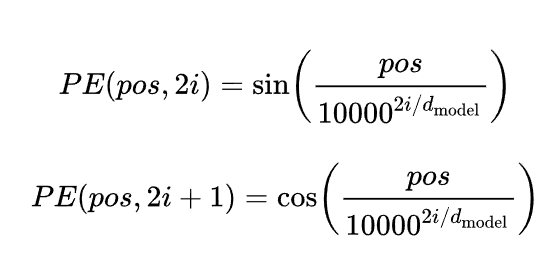 PE(pos, 2i) = sin(pos / 10000^{2i/d_model})
PE(pos, 2i + 1) = cos(pos / 10000^{2i/d_model})